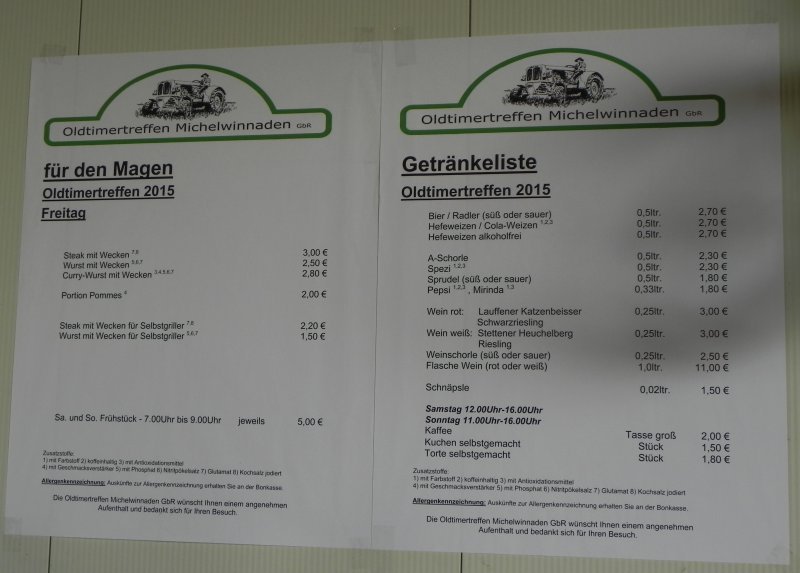 Oldtimertreffen Michelwinnaden GbR
für den Magen
Oldtimertreffen 2015
Freitag
Steak mit Wecken 7,8 3,00 €
Wurst mit Wecken 5,6,7 2,50 €
Curry-Wurst mit Wecken 3,4,5,6,7 2,80 €
Portion Pommes 4 2,00 €
Steak mit Wecken für Selbstgriller 7,8 2,20 €
Wurst mit Wecken für Selbstgriller 5,6,7 1,50 €
Sa. und So. Frühstück - 7.00Uhr bis 9.00Uhr jeweils 5,00 €
Zusatzstoffe:
1) mit Farbstoff 2) koffeinhaltig 3) mit Antioxidationsmittel
4) mit Geschmacksverstärker 5) mit Phosphat 6) Nitritpökelsalz 7) Glutamat 8) Kochsalz jodiert
Allergenkennzeichnung: Auskünfte zur Allergenkennzeichnung erhalten Sie an der Bonkasse.
Die Oldtimertreffen Michelwinnaden GbR wünscht Ihnen einem angenehmen
Aufenthalt und bedankt sich für Ihren Besuch.
Oldtimertreffen Michelwinnaden GbR
Getränkeliste
Oldtimertreffen 2015
Bier / Radler (süß oder sauer) 0,5ltr. 2,70 €
Hefeweizen / Cola-Weizen 1,2,3 0,5ltr. 2,70 €
Hefeweizen alkoholfrei 0,5ltr. 2,70 €
A-Schorle 0,5ltr. 2,30 €
Spezi 1,2,3 0,5ltr. 2,30 €
Sprudel (süß oder sauer) 0,5ltr. 1,80 €
Pepsi 1,2,3 , Mirinda 1,3 0,33ltr. 1,80 €
Wein rot: Lauffener Katzenbeisser 0,25ltr. 3,00 €
Schwarzriesling
Wein weiß: Stettener Heuchelberg 0,25ltr. 3,00 €
Riesling
Weinschorle (süß oder sauer) 0,25ltr. 2,50 €
Flasche Wein (rot oder weiß) 1,0ltr. 11,00 €
Schnäpsle 0,02ltr. 1,50 €
Samstag 12.00Uhr-16.00Uhr
Sonntag 11.00Uhr-16.00Uhr
Kaffee Tasse groß 2,00 €
Kuchen selbstgemacht Stück 1,50 €
Torte selbstgemacht Stück 1,80 €
Zusatzstoffe:
1) mit Farbstoff 2) koffeinhaltig 3) mit Antioxidationsmittel
4) mit Geschmacksverstärker 5) mit Phosphat 6) Nitritpökelsalz 7) Glutamat 8) Kochsalz jodiert
Allergenkennzeichnung: Auskünfte zur Allergenkennzeichnung erhalten Sie an der Bonkasse.
Die Oldtimertreffen Michelwinnaden GbR wünscht Ihnen einem angenehmen
Aufenthalt und bedankt sich für Ihren Besuch.